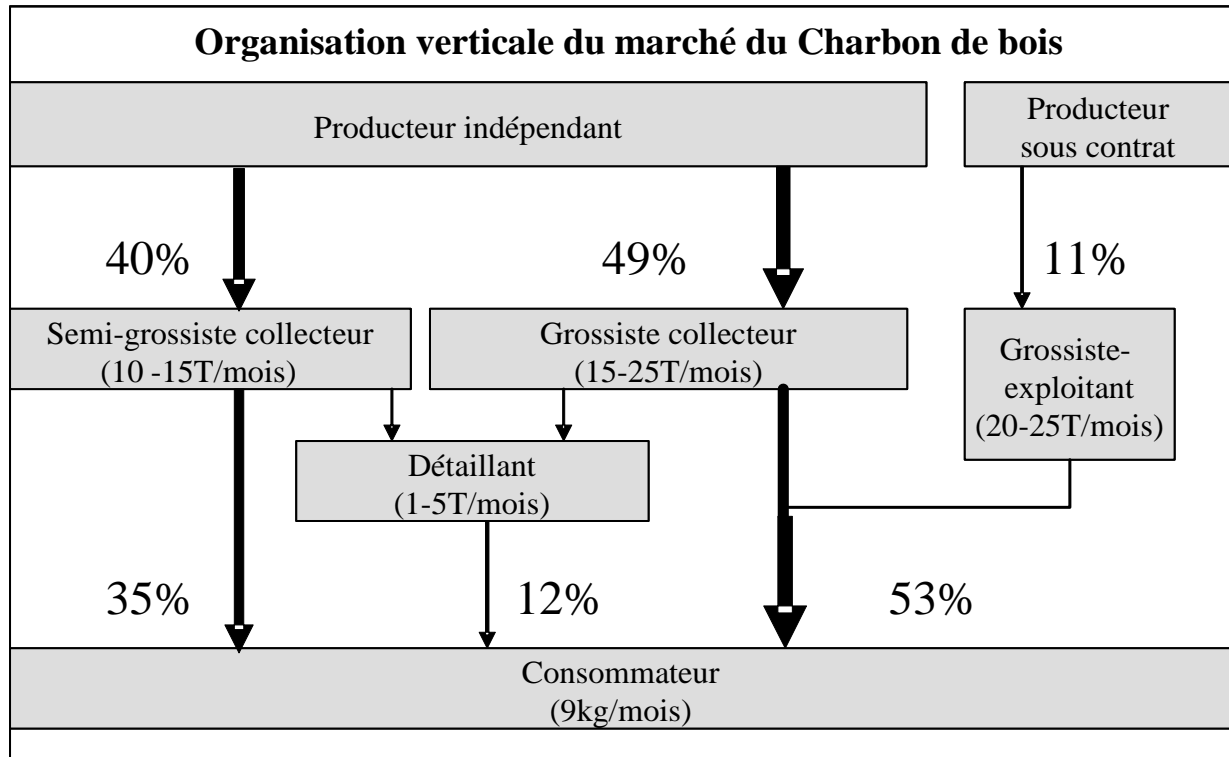 Organisation verticale du marché du Charbon de bois
Producteur indépendant
Producteur
sous contrat
40%
49%
11%
Semi-grossiste collecteur
(10 -15T/mois)
Grossiste collecteur
(15-25T/mois)
Grossiste-
exploitant
(20-25T/mois)
Détaillant
(1-5T/mois)
35%
12%
53%
Consommateur
(9kg/mois)